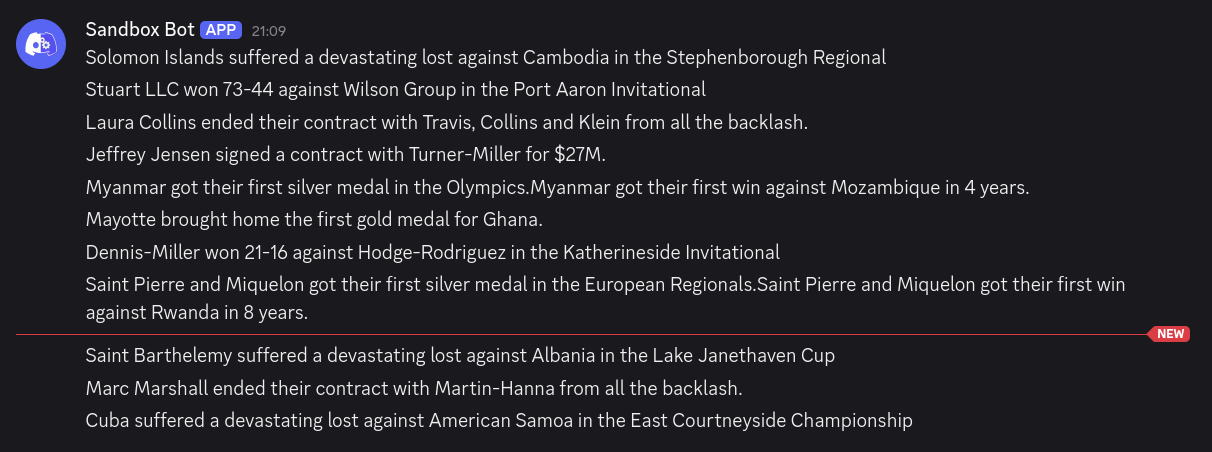 Sandbox Bot APP 21:09
Solomon Islands suffered a devastating lost against Cambodia in the Stephenborough Regional
Stuart LLC won 73-44 against Wilson Group in the Port Aaron Invitational
Laura Collins ended their contract with Travis, Collins and Klein from all the backlash.
Jeffrey Jensen signed a contract with Turner-Miller for $27M.
Myanmar got their first silver medal in the Olympics.Myanmar got their first win against Mozambique in 4 years.
Mayotte brought home the first gold medal for Ghana.
Dennis-Miller won 21-16 against Hodge-Rodriguez in the Katherineside Invitational
Saint Pierre and Miquelon got their first silver medal in the European Regionals.Saint Pierre and Miquelon got their first win
against Rwanda in 8 years.
NEW
Saint Barthelemy suffered a devastating lost against Albania in the Lake Janethaven Cup
Marc Marshall ended their contract with Martin-Hanna from all the backlash.
Cuba suffered a devastating lost against American Samoa in the East Courtneyside Championship